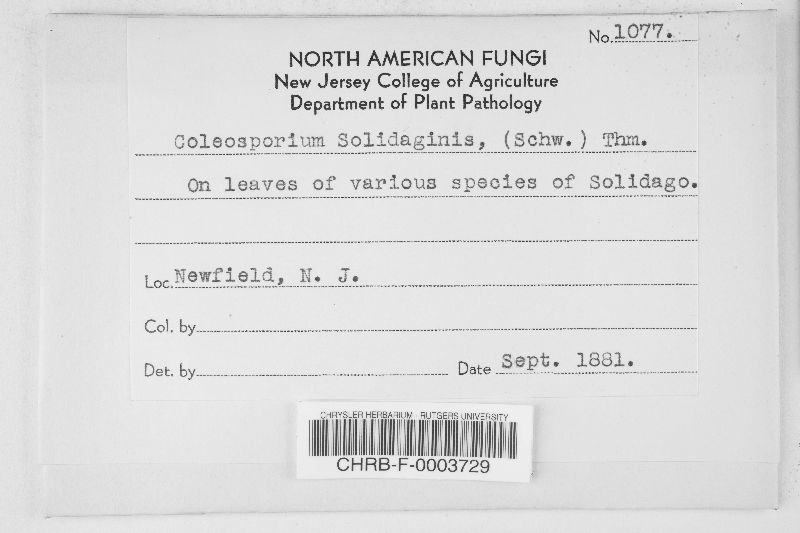 No. 1077.
NORTH AMERICAN FUNGI
New Jersey College of Agriculture
Department of Plant Pathology
Coleosporium Solidaginis, (Schw.) Thm.
On leaves of various species of Solidago.
Loc. Newfield, N. J.
Col. by
Det. by Date Sept. 1881.
CHRYSLER HERBARIUM - RUTGERS UNIVERSITY
CHRB-F-0003729